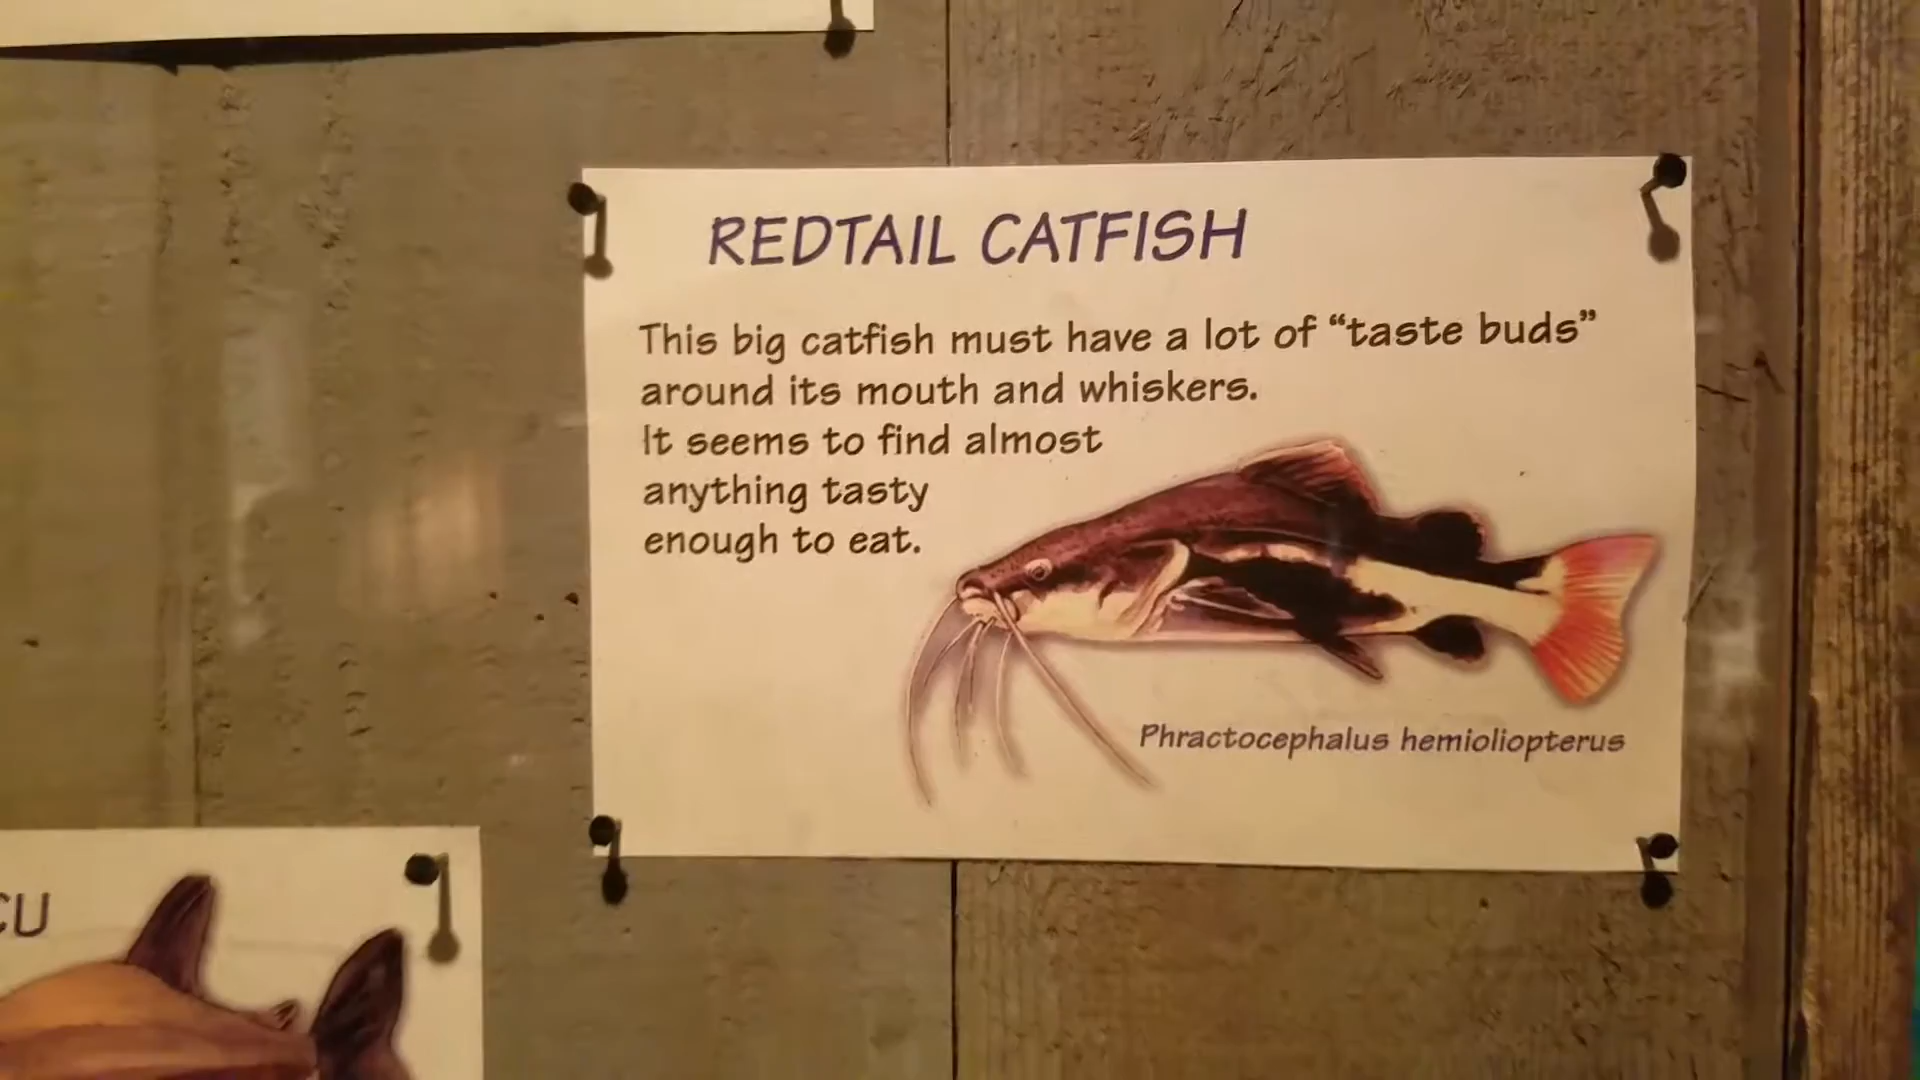 REDTAIL CATFISH
This big catfish must have a lot of “taste buds”
around its mouth and whiskers.
It seems to find almost
anything tasty
enough to eat.
Phractocephalus hemioliopterus
CU